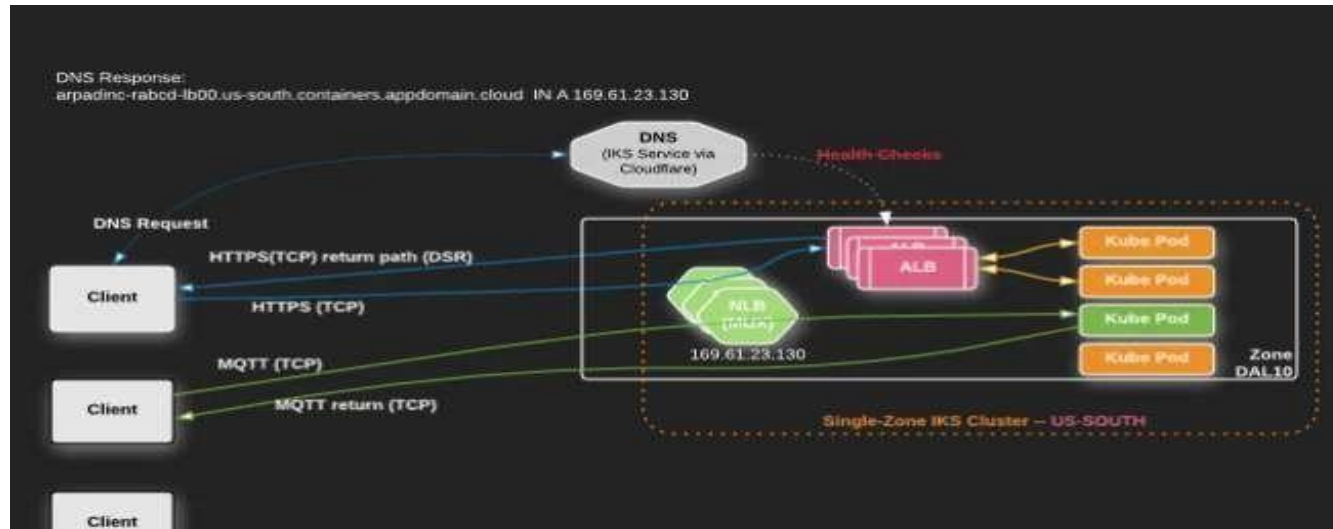 DNS Response:
arpadinc-rabcd-lb00.us-south.containers.appdomain.cloud IN A 169.61.23.130
DNS
(IKS Service via
Cloudflare)
Health Checks
DNS Request
HTTPS(TCP) return path (DSR)
Client
HTTPS (TCP)
ALB
ALB
Kube Pod
Kube Pod
Kube Pod
Kube Pod
NLB
(MUX)
169.61.23.130
Zone
DAL10
MQTT (TCP)
Client
MQTT return (TCP)
Single-Zone IKS Cluster – US-SOUTH
Client